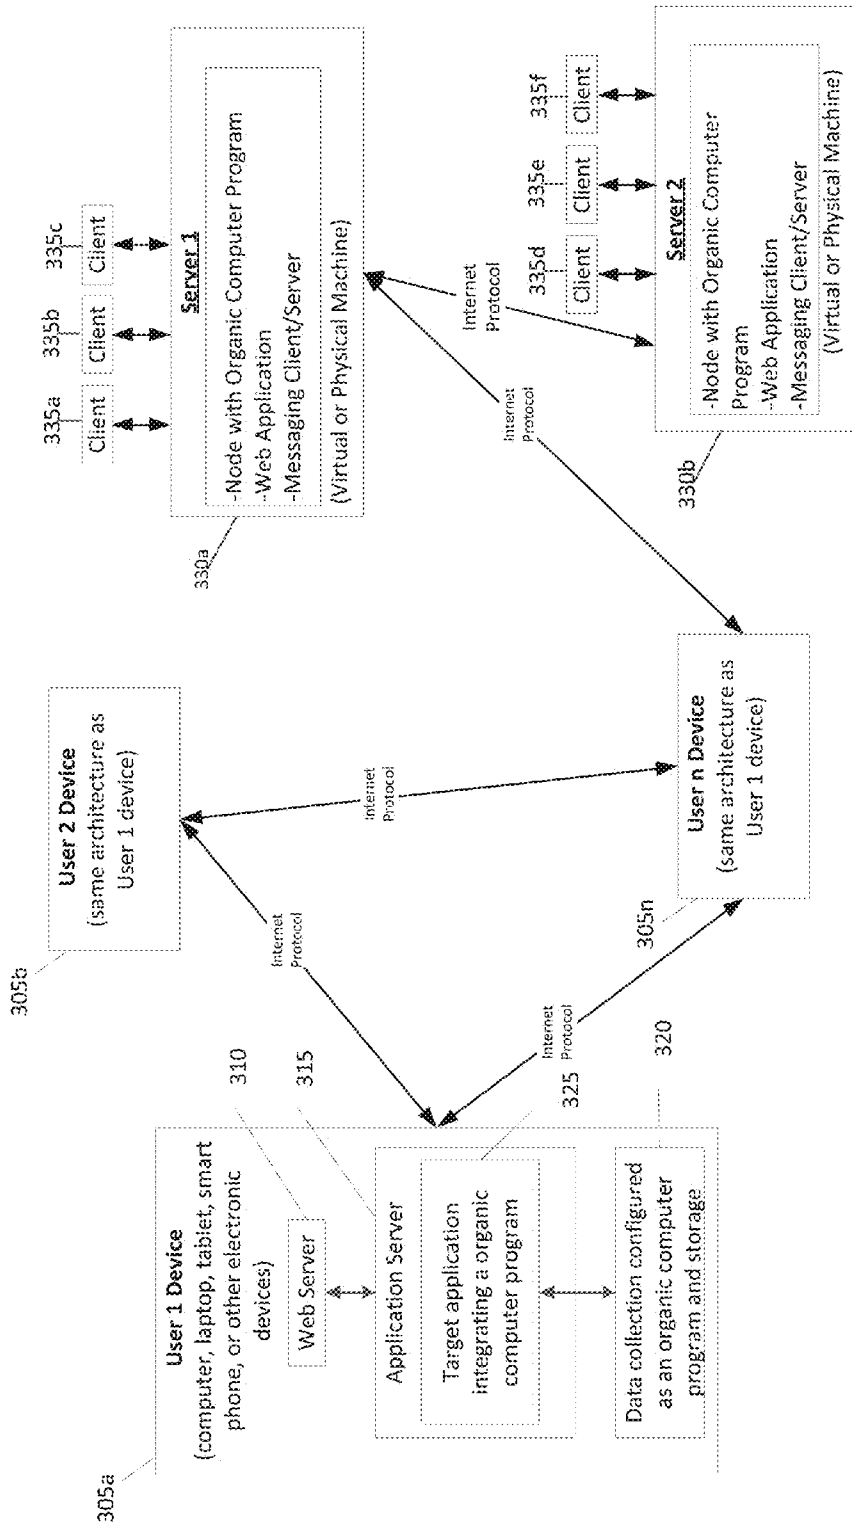 305a
User 1 Device
(computer, laptop, tablet, smart
phone, or other electronic
devices)
310
Web Server
315
Application Server
325
Target application
integrating a organic
computer program
320
Data collection configured
as an organic computer
program and storage
Internet
Protocol
Internet
Protocol
305b
User 2 Device
(same architecture as
User 1 device)
Internet
Protocol
305n
User n Device
(same architecture as
User 1 device)
335a
Client
335b
Client
335c
Client
330a
Server 1
-Node with Organic Computer Program
-Web Application
-Messaging Client/Server
(Virtual or Physical Machine)
Internet
Protocol
Internet
Protocol
335d
Client
335e
Client
335f
Client
330b
Server 2
-Node with Organic Computer
Program
-Web Application
-Messaging Client/Server
(Virtual or Physical Machine)